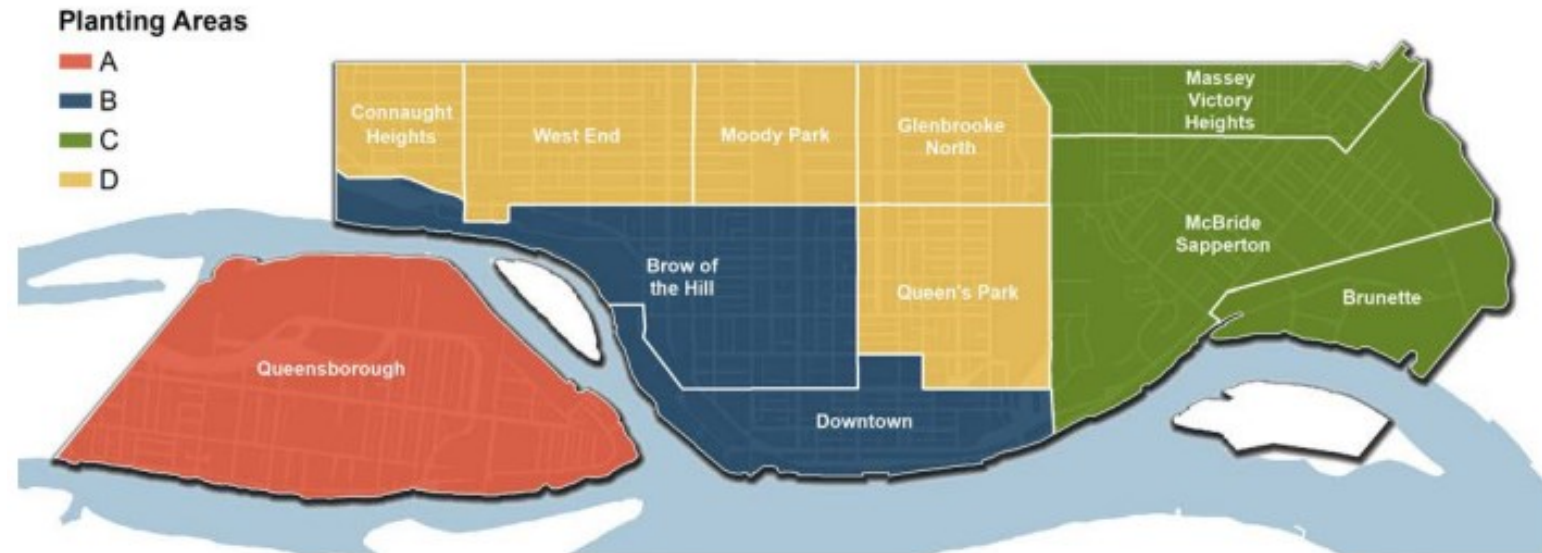 Planting Areas
A
B
C
D
Connaught
Heights
West End
Moody Park
Glenbrooke
North
Massey
Victory
Heights
McBride
Sapperton
Brow of
the Hill
Queen's Park
Brunette
Queensborough
Downtown